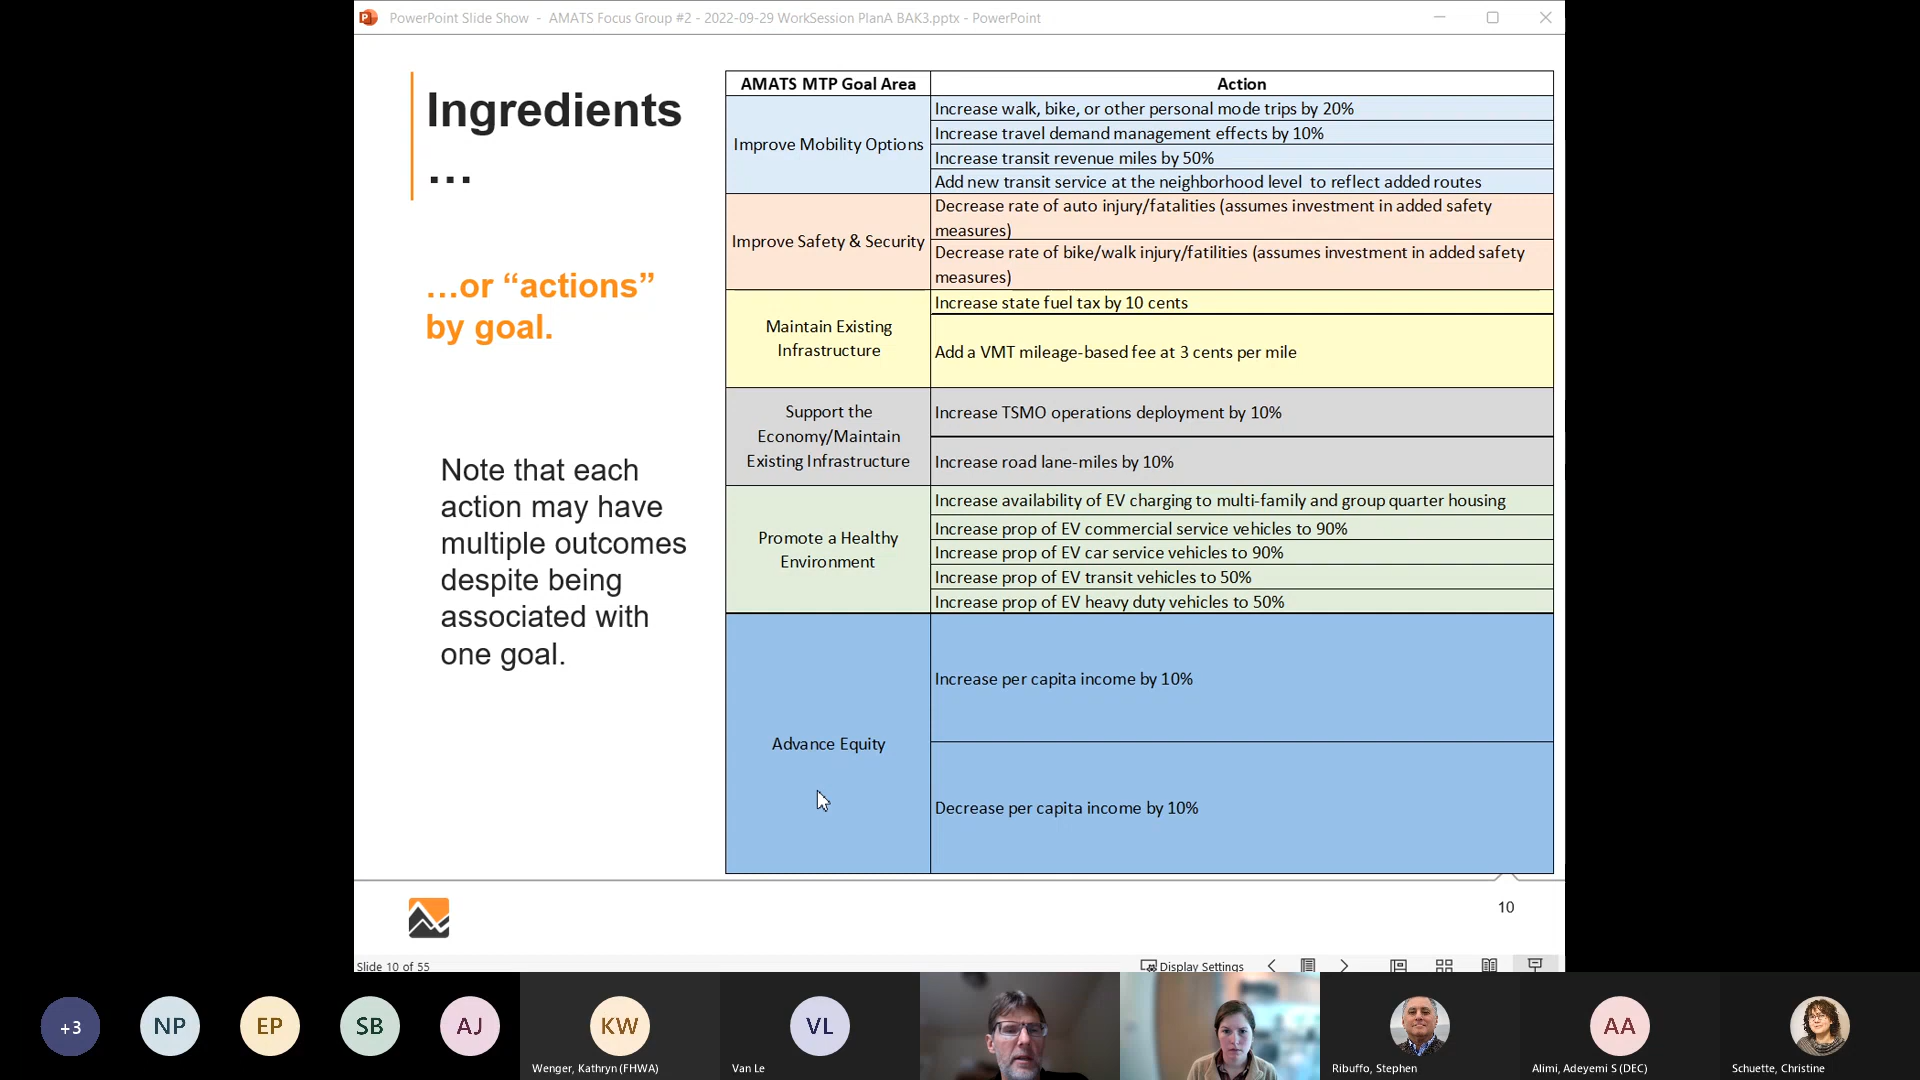 PowerPoint Slide Show - AMATS Focus Group #2 - 2022-09-29 WorkSession PlanA BAK3.pptx - PowerPoint
Ingredients
…
…or “actions”
by goal.
Note that each
action may have
multiple outcomes
despite being
associated with
one goal.
AMATS MTP Goal Area
Action
Improve Mobility Options
Increase walk, bike, or other personal mode trips by 20%
Increase travel demand management effects by 10%
Increase transit revenue miles by 50%
Add new transit service at the neighborhood level to reflect added routes
Improve Safety & Security
Decrease rate of auto injury/fatalities (assumes investment in added safety
measures)
Decrease rate of bike/walk injury/fatilities (assumes investment in added safety
measures)
Maintain Existing
Infrastructure
Increase state fuel tax by 10 cents
Add a VMT mileage-based fee at 3 cents per mile
Support the
Economy/Maintain
Existing Infrastructure
Increase TSMO operations deployment by 10%
Increase road lane-miles by 10%
Promote a Healthy
Environment
Increase availability of EV charging to multi-family and group quarter housing
Increase prop of EV commercial service vehicles to 90%
Increase prop of EV car service vehicles to 90%
Increase prop of EV transit vehicles to 50%
Increase prop of EV heavy duty vehicles to 50%
Advance Equity
Increase per capita income by 10%
Decrease per capita income by 10%
10
Slide 10 of 55
Display Settings
+3
NP
EP
SB
AJ
KW
Wenger, Kathryn (FHWA)
VL
Van Le
Ribuffo, Stephen
AA
Alimi, Adeyemi S (DEC)
Schuette, Christine